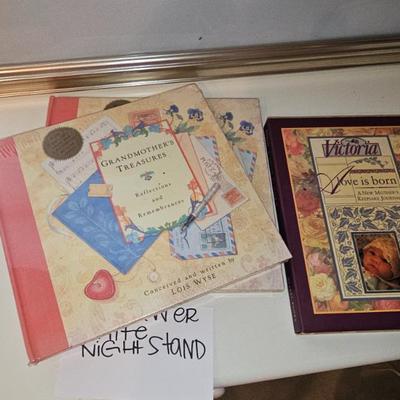 GRANDMOTHER'S
TREASURES
Reflections
and
Remembrances
Conceived and written by
LOIS WYSE
Victoria
Love is born
A NEW MOTHER'S
KEEPSAKE JOURNAL
NIGHTSTAND